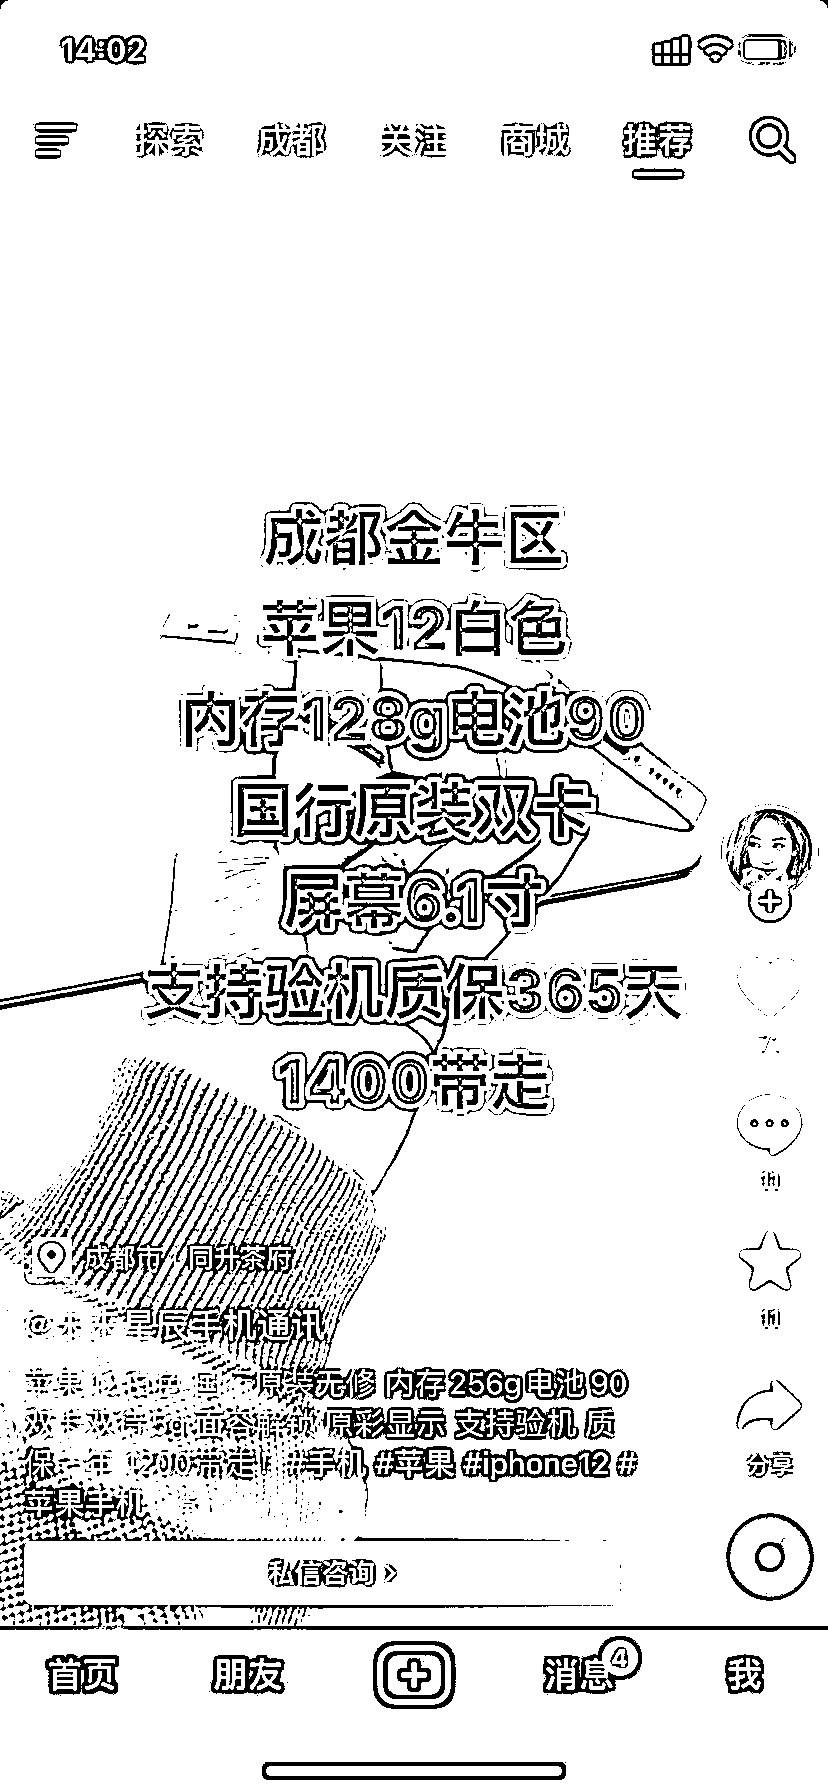 14:02
探索 成都 关注 商城 推荐
成都金牛区
苹果12白色
内存128g电池90
国行原装双卡
屏幕6.1寸
支持验机质保365天
1400带走
成都市 同升茶府
星辰手机通讯
苹果 国 原装无修 内存256g电池90
双卡双待5g 面容解锁 原彩显示 支持验机 质
保一年 1200带走！#手机 #苹果 #iphone12 #
苹果手机
分享
私信咨询 >
首页 朋友 消息 4 我